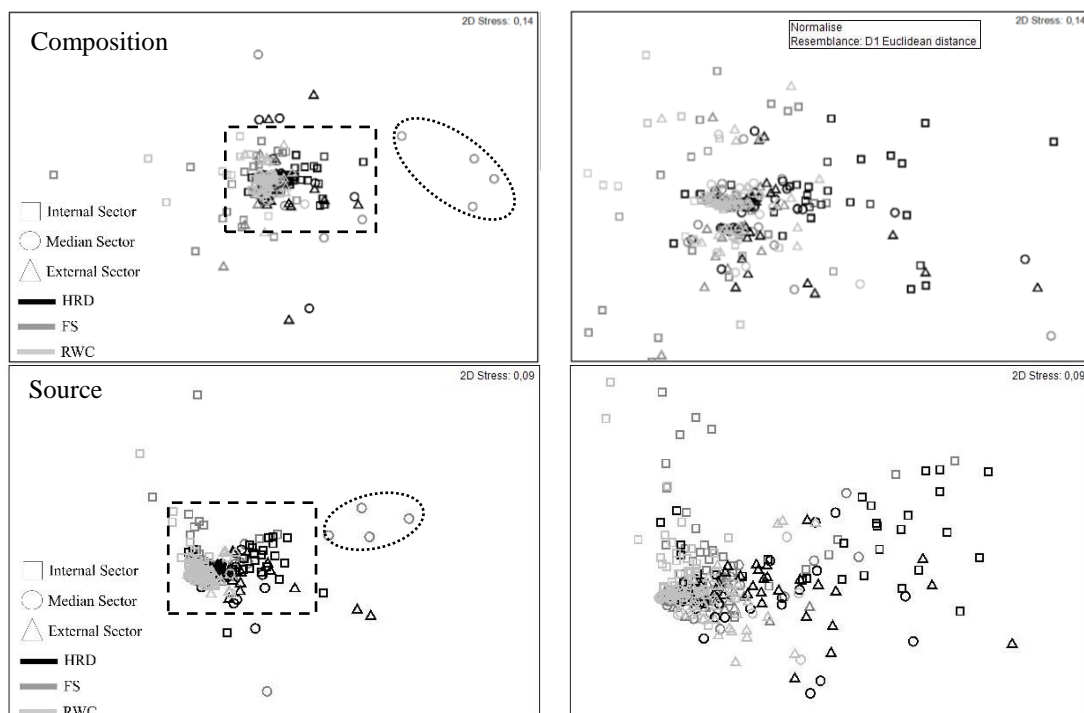 2D Stress: 0,14
Composition
Internal Sector
Median Sector
External Sector
HRD
FS
RWC
2D Stress: 0,14
Normalise
Resemblance: D1 Euclidean distance
2D Stress: 0,09
Source
Internal Sector
Median Sector
External Sector
HRD
FS
RWC
2D Stress: 0,09